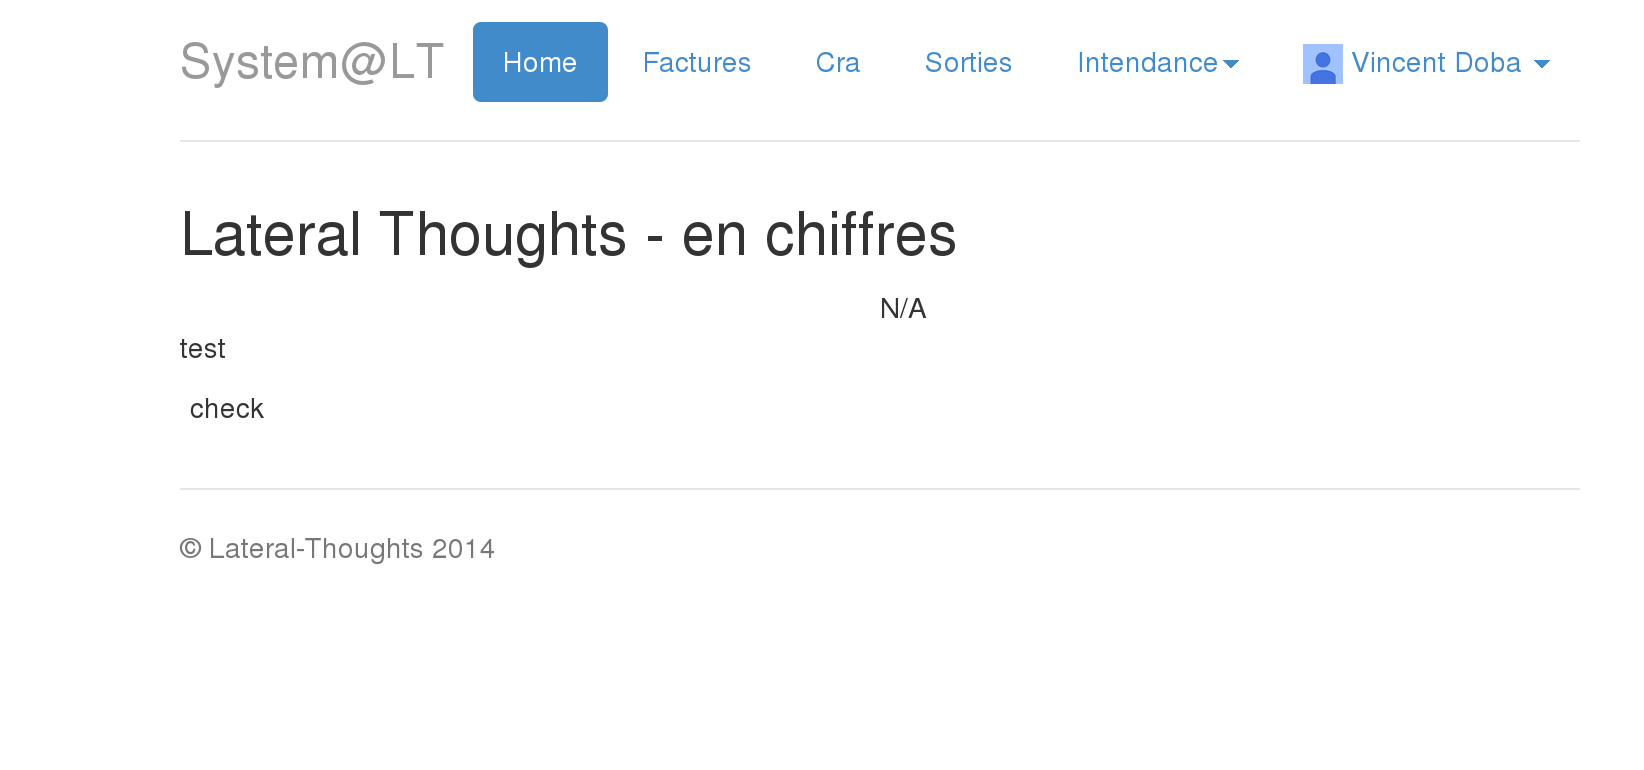 System@LT Home Factures Cra Sorties Intendance Vincent Doba
Lateral Thoughts - en chiffres
N/A
test
check
© Lateral-Thoughts 2014